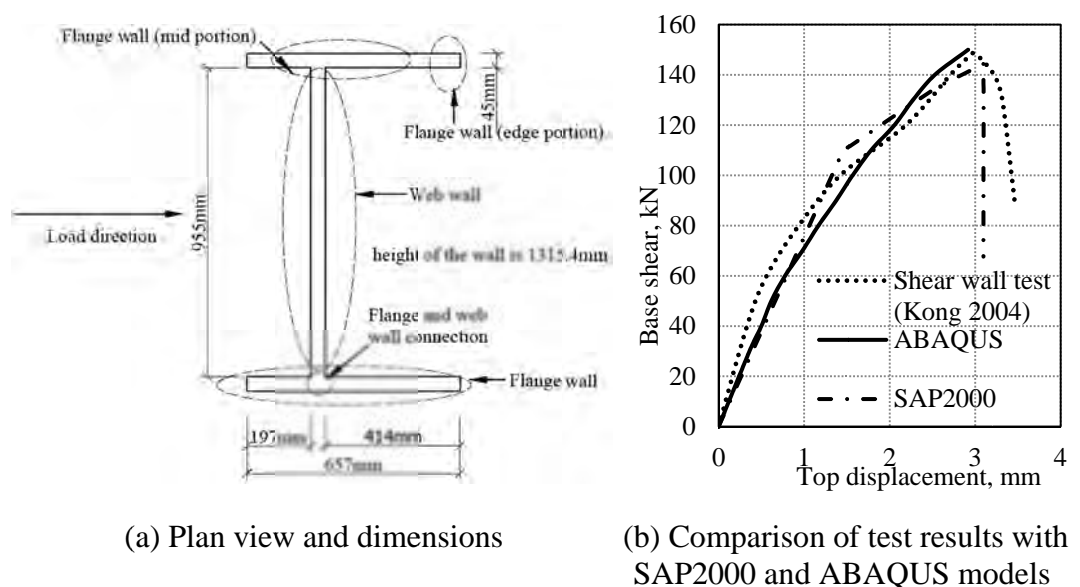 Flange wall (mid portion)
45mm
Flange wall (edge portion)
955mm
Web wall
Load direction
height of the wall is 1315.4mm
Flange and web
wall connection
Flange wall
197mm
414mm
657mm
(a) Plan view and dimensions
160
140
120
100
80
60
40
20
0
Base shear, kN
Shear wall test
(Kong 2004)
ABAQUS
SAP2000
0 1 2 3 4
Top displacement, mm
(b) Comparison of test results with
SAP2000 and ABAQUS models